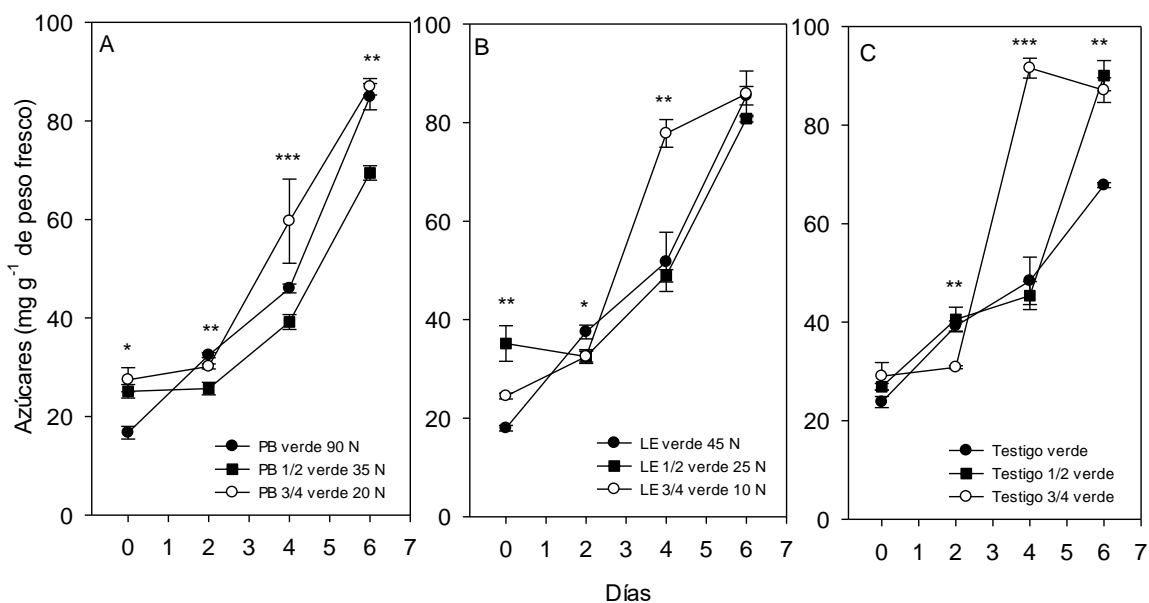 Azúcares (mg g-1 de peso fresco)
100
80
60
40
20
0
A
*
**
***
**
PB verde 90 N
PB 1/2 verde 35 N
PB 3/4 verde 20 N
0 1 2 3 4 5 6 7
100
80
60
40
20
0
B
**
*
**
LE verde 45 N
LE 1/2 verde 25 N
LE 3/4 verde 10 N
0 1 2 3 4 5 6 7
100
80
60
40
20
0
C
**
***
**
Testigo verde
Testigo 1/2 verde
Testigo 3/4 verde
0 1 2 3 4 5 6 7
Días